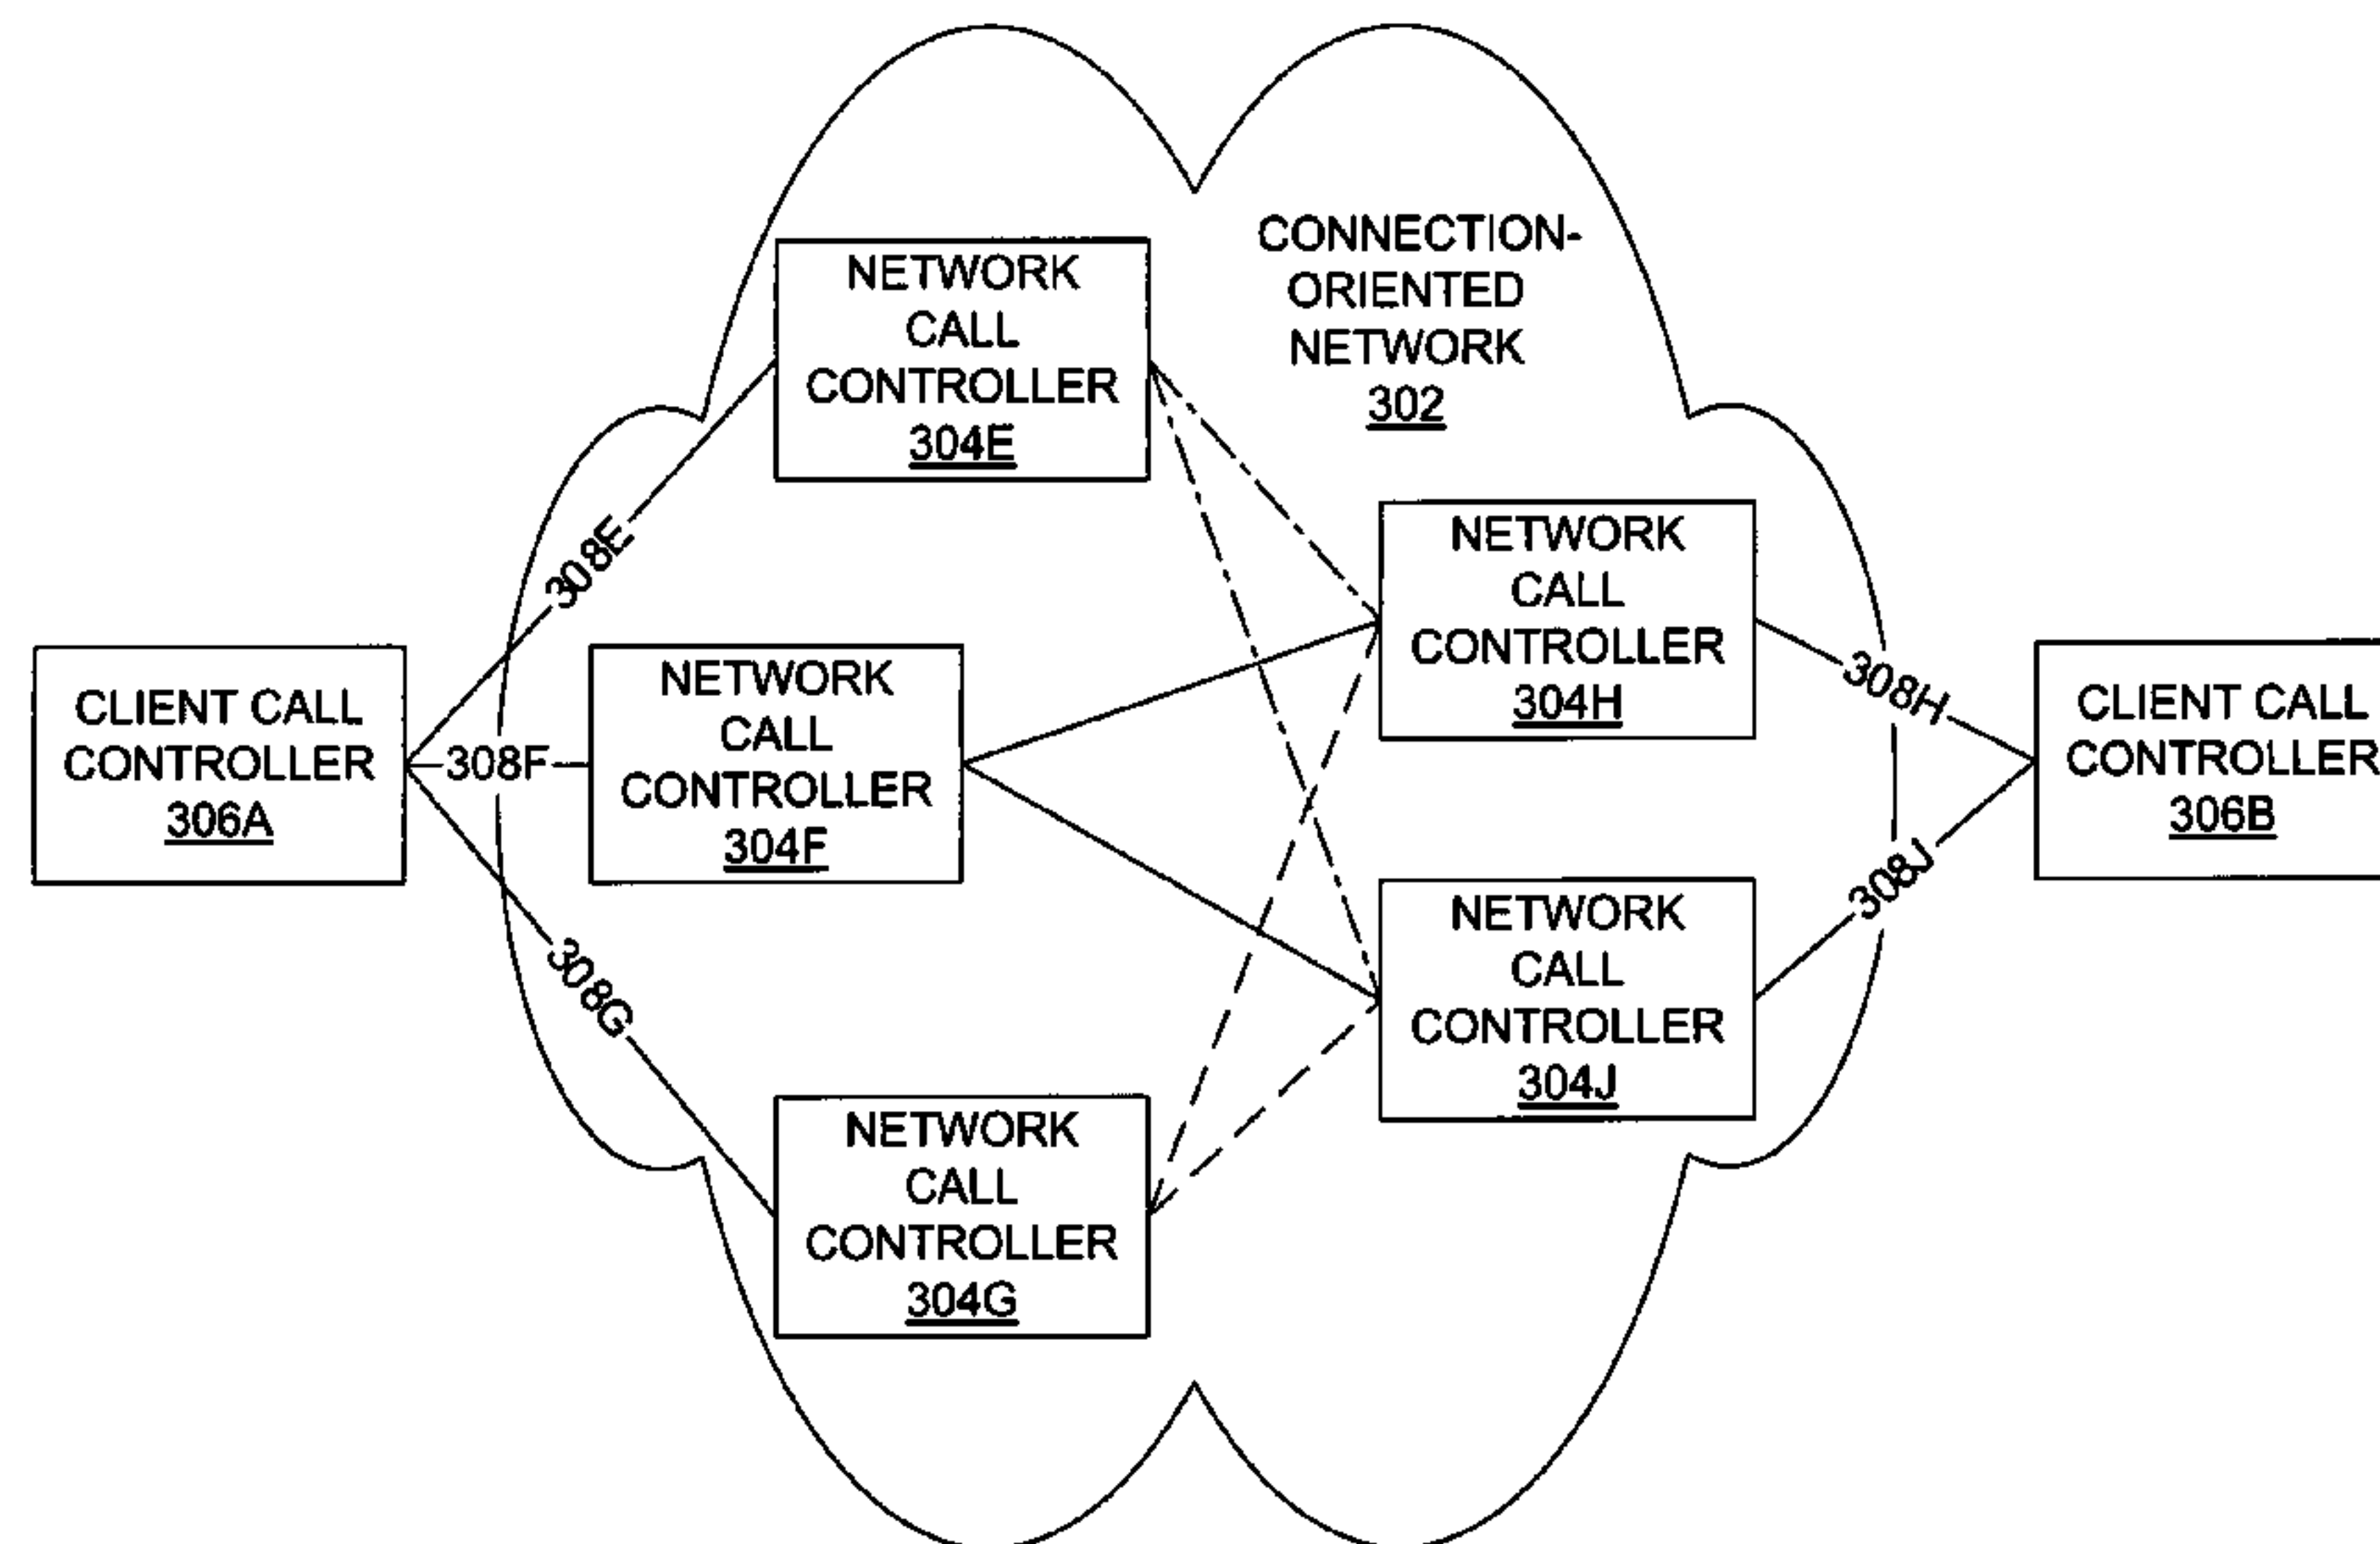 CONNECTION-
ORIENTED
NETWORK
302
NETWORK
CALL
CONTROLLER
304E
308E
NETWORK
CALL
CONTROLLER
304H
308H
CLIENT CALL
CONTROLLER
306A
308F
NETWORK
CALL
CONTROLLER
304F
CLIENT CALL
CONTROLLER
306B
308J
NETWORK
CALL
CONTROLLER
304J
308G
NETWORK
CALL
CONTROLLER
304G